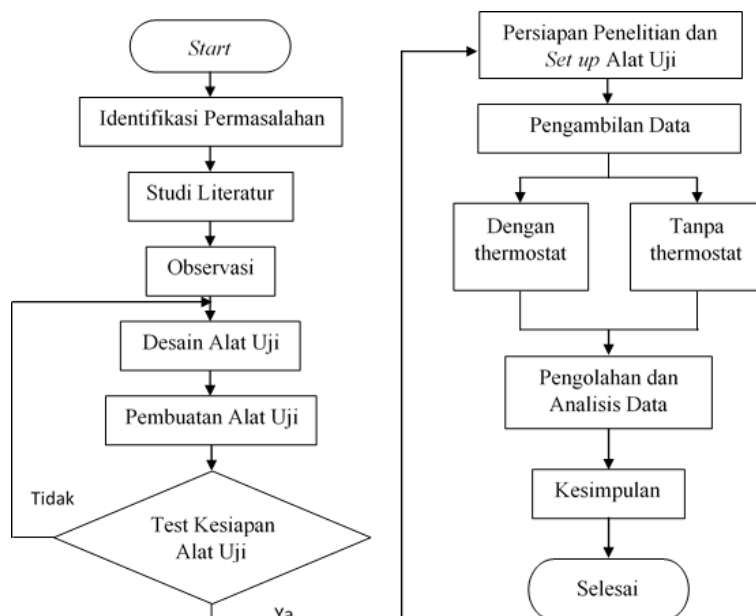 Start
Identifikasi Permasalahan
Studi Literatur
Observasi
Desain Alat Uji
Pembuatan Alat Uji
Tidak
Test Kesiapan
Alat Uji
Ya
Persiapan Penelitian dan
Set up Alat Uji
Pengambilan Data
Dengan
thermostat
Tanpa
thermostat
Pengolahan dan
Analisis Data
Kesimpulan
Selesai